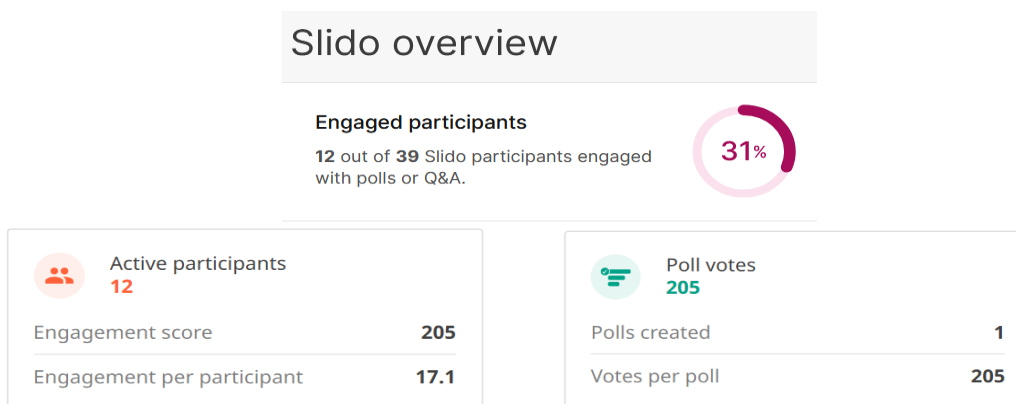 Slido overview
Engaged participants
12 out of 39 Slido participants engaged
with polls or Q&A.
31%
Active participants
12
Engagement score 205
Engagement per participant 17.1
Poll votes
205
Polls created 1
Votes per poll 205